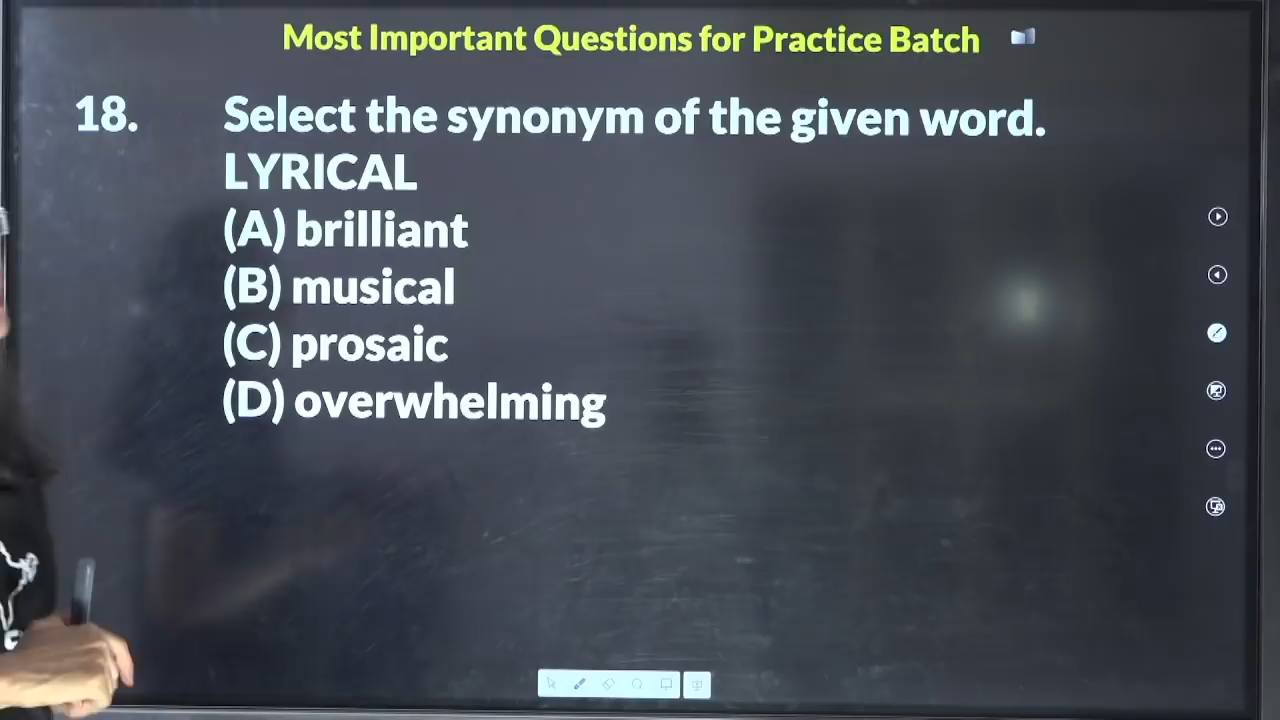 Most Important Questions for Practice Batch
18. Select the synonym of the given word.
LYRICAL
(A) brilliant
(B) musical
(C) prosaic
(D) overwhelming